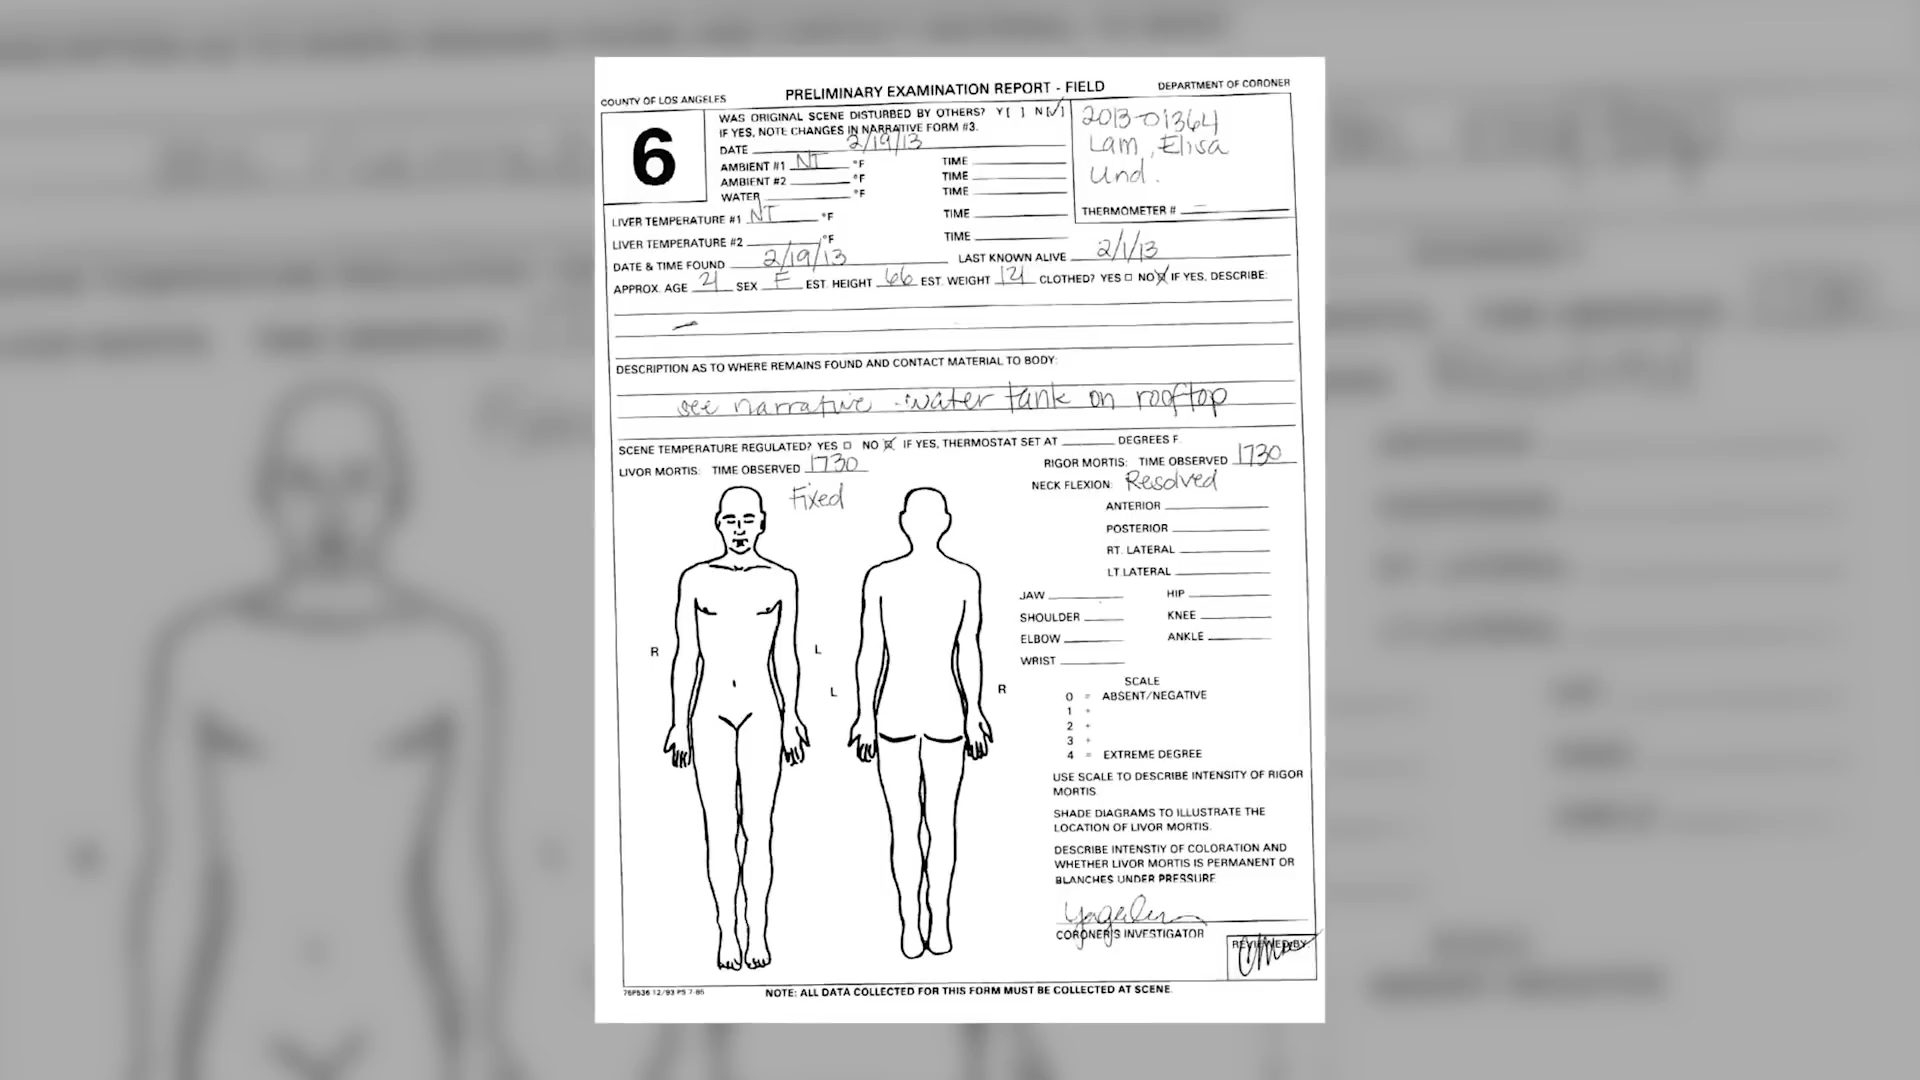 COUNTY OF LOS ANGELES
PRELIMINARY EXAMINATION REPORT - FIELD
DEPARTMENT OF CORONER
6
WAS ORIGINAL SCENE DISTURBED BY OTHERS? Y[ ] N[✓]
IF YES, NOTE CHANGES IN NARRATIVE FORM #3.
DATE 2/19/13
AMBIENT #1 NT °F TIME
AMBIENT #2 °F TIME
WATER °F TIME
2013-01364
Lam, Elisa
Und.
THERMOMETER # —
LIVER TEMPERATURE #1 NT °F TIME
LIVER TEMPERATURE #2 °F TIME
DATE & TIME FOUND 2/19/13 LAST KNOWN ALIVE 2/1/13
APPROX. AGE 21 SEX F EST. HEIGHT 66 EST. WEIGHT 121 CLOTHED? YES □ NO ☒ IF YES, DESCRIBE:
DESCRIPTION AS TO WHERE REMAINS FOUND AND CONTACT MATERIAL TO BODY:
see narrative - water tank on rooftop
SCENE TEMPERATURE REGULATED? YES □ NO ☒ IF YES, THERMOSTAT SET AT DEGREES F.
LIVOR MORTIS: TIME OBSERVED 1730
Fixed
RIGOR MORTIS: TIME OBSERVED 1730
NECK FLEXION: Resolved
ANTERIOR
POSTERIOR
RT. LATERAL
LT. LATERAL
JAW HIP
SHOULDER KNEE
ELBOW ANKLE
WRIST
R L L R
SCALE
0 = ABSENT/NEGATIVE
1 +
2 +
3 +
4 = EXTREME DEGREE
USE SCALE TO DESCRIBE INTENSITY OF RIGOR
MORTIS
SHADE DIAGRAMS TO ILLUSTRATE THE
LOCATION OF LIVOR MORTIS.
DESCRIBE INTENSTIY OF COLORATION AND
WHETHER LIVOR MORTIS IS PERMANENT OR
BLANCHES UNDER PRESSURE
CORONER'S INVESTIGATOR
REVIEWED BY:
76P536 12/93 PS 7-85
NOTE: ALL DATA COLLECTED FOR THIS FORM MUST BE COLLECTED AT SCENE.